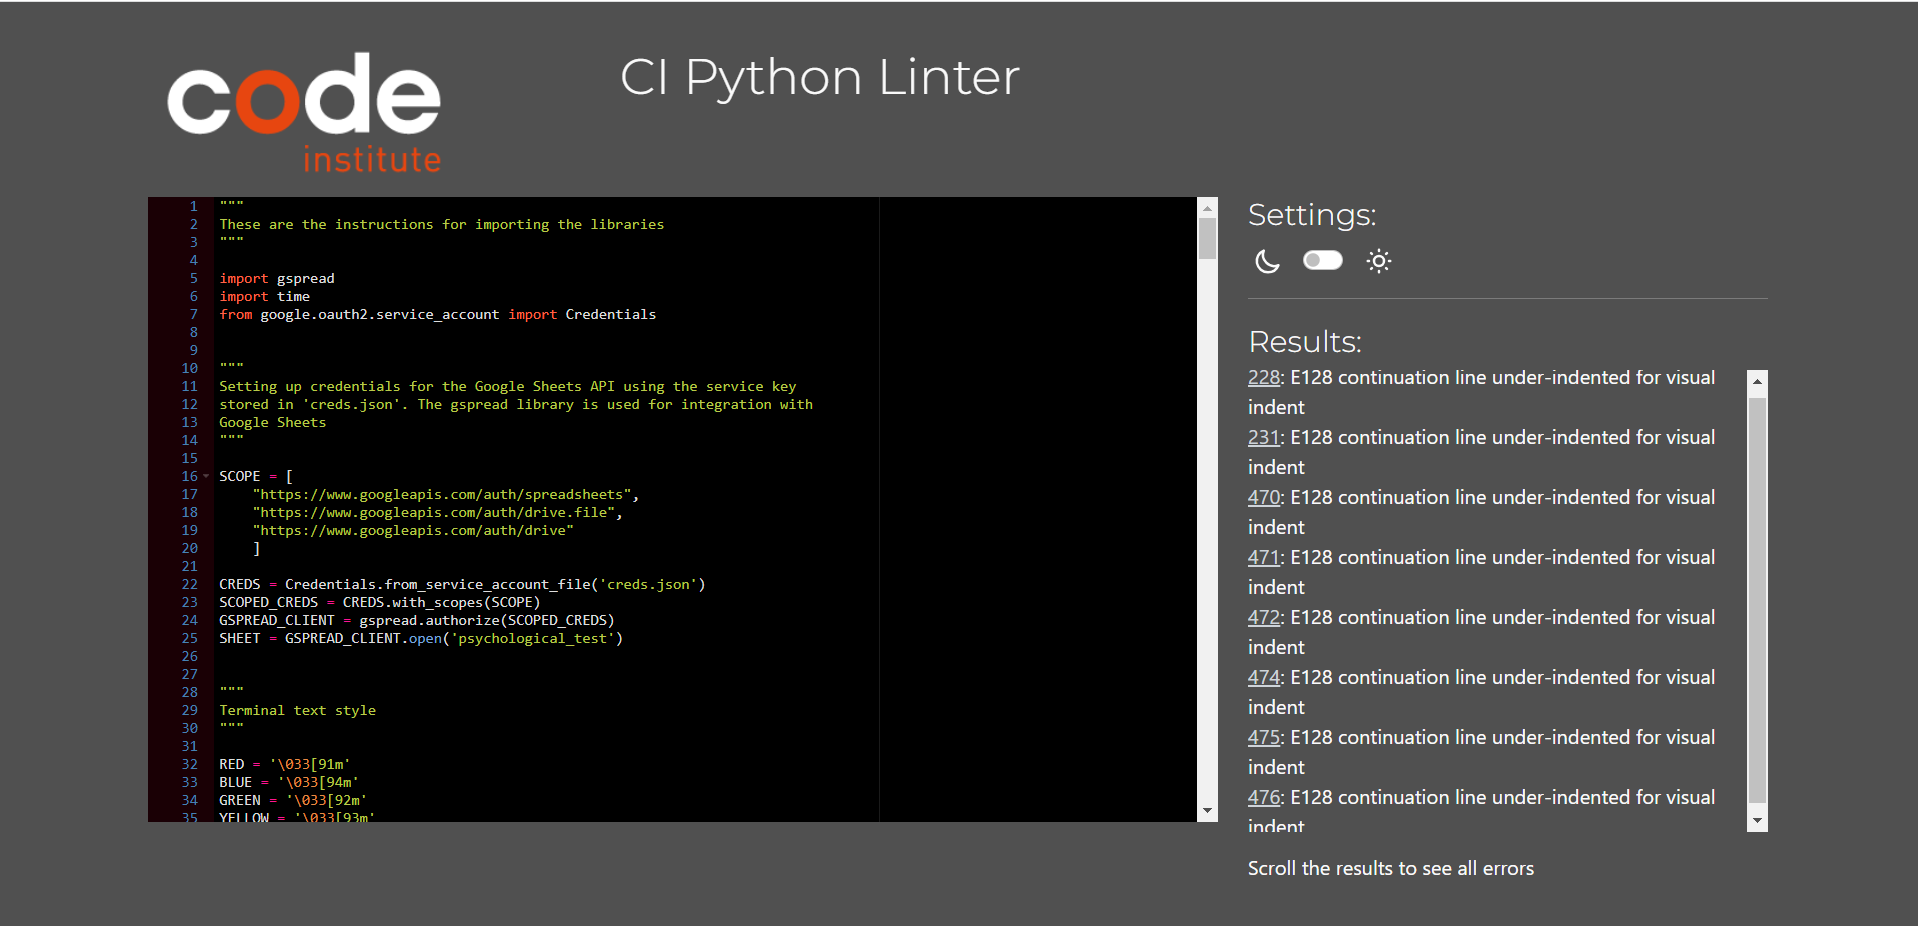 code
institute
CI Python Linter
1 """
2 These are the instructions for importing the libraries
3 """
4
5 import gspread
6 import time
7 from google.oauth2.service_account import Credentials
8
9
10 """
11 Setting up credentials for the Google Sheets API using the service key
12 stored in 'creds.json'. The gspread library is used for integration with
13 Google Sheets
14 """
15
16 SCOPE = [
17 "https://www.googleapis.com/auth/spreadsheets",
18 "https://www.googleapis.com/auth/drive.file",
19 "https://www.googleapis.com/auth/drive"
20 ]
21
22 CREDS = Credentials.from_service_account_file('creds.json')
23 SCOPED_CREDS = CREDS.with_scopes(SCOPE)
24 GSPREAD_CLIENT = gspread.authorize(SCOPED_CREDS)
25 SHEET = GSPREAD_CLIENT.open('psychological_test')
26
27
28 """
29 Terminal text style
30 """
31
32 RED = '\033[91m'
33 BLUE = '\033[94m'
34 GREEN = '\033[92m'
35 YELLOW = '\033[93m'
Settings:
Results:
228: E128 continuation line under-indented for visual
indent
231: E128 continuation line under-indented for visual
indent
470: E128 continuation line under-indented for visual
indent
471: E128 continuation line under-indented for visual
indent
472: E128 continuation line under-indented for visual
indent
474: E128 continuation line under-indented for visual
indent
475: E128 continuation line under-indented for visual
indent
476: E128 continuation line under-indented for visual
indent
Scroll the results to see all errors